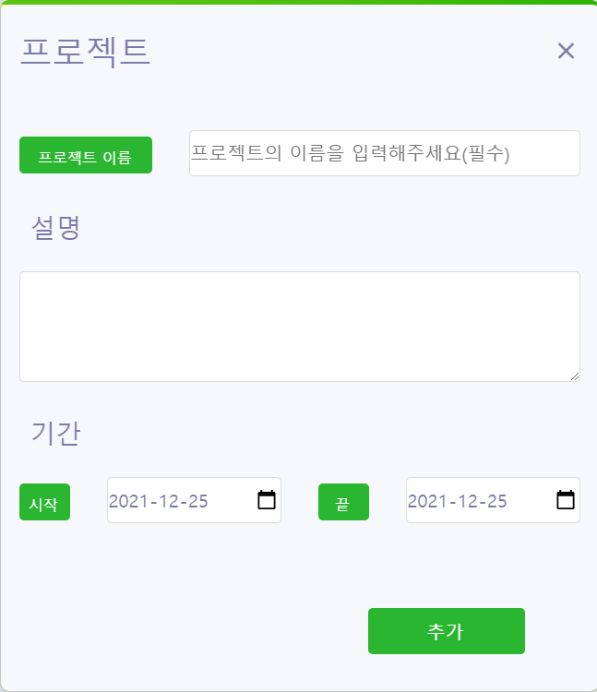 프로젝트
프로젝트 이름 프로젝트의 이름을 입력해주세요(필수)
설명
기간
시작 2021-12-25 끝 2021-12-25
추가